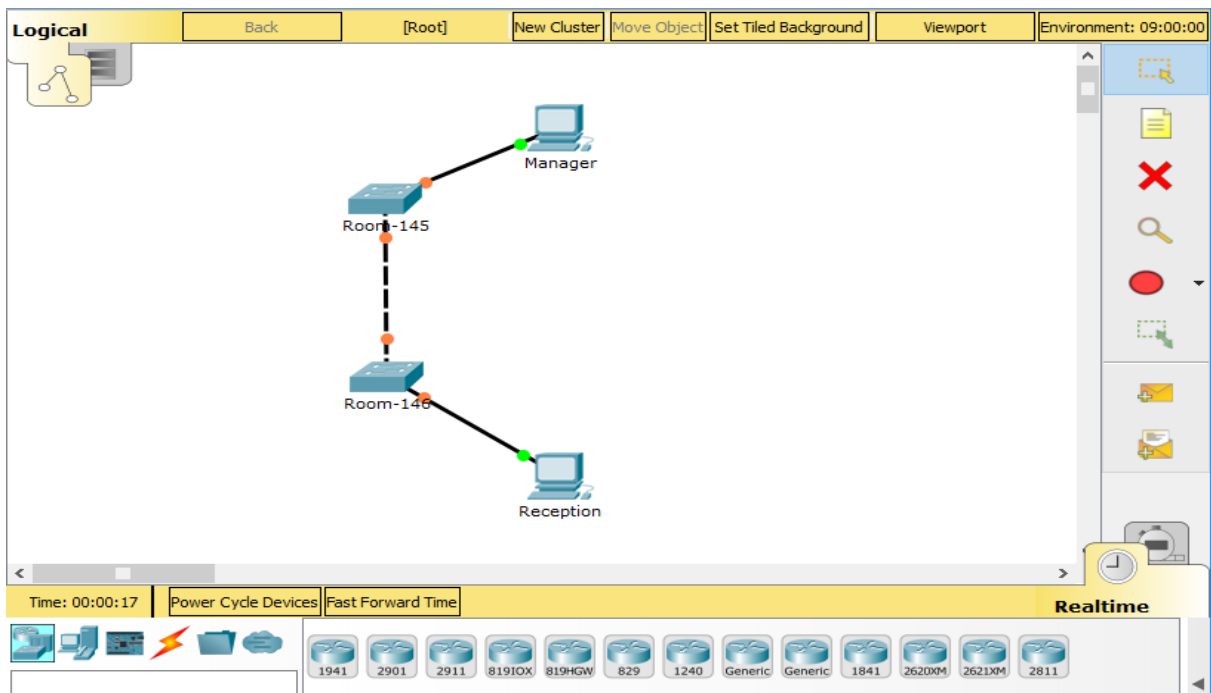 Logical Back [Root] New Cluster Move Object Set Tiled Background Viewport Environment: 09:00:00
Manager
Room-145
Room-146
Reception
Time: 00:00:17 Power Cycle Devices Fast Forward Time Realtime
1941 2901 2911 819IOX 819HGW 829 1240 Generic Generic 1841 2620XM 2621XM 2811